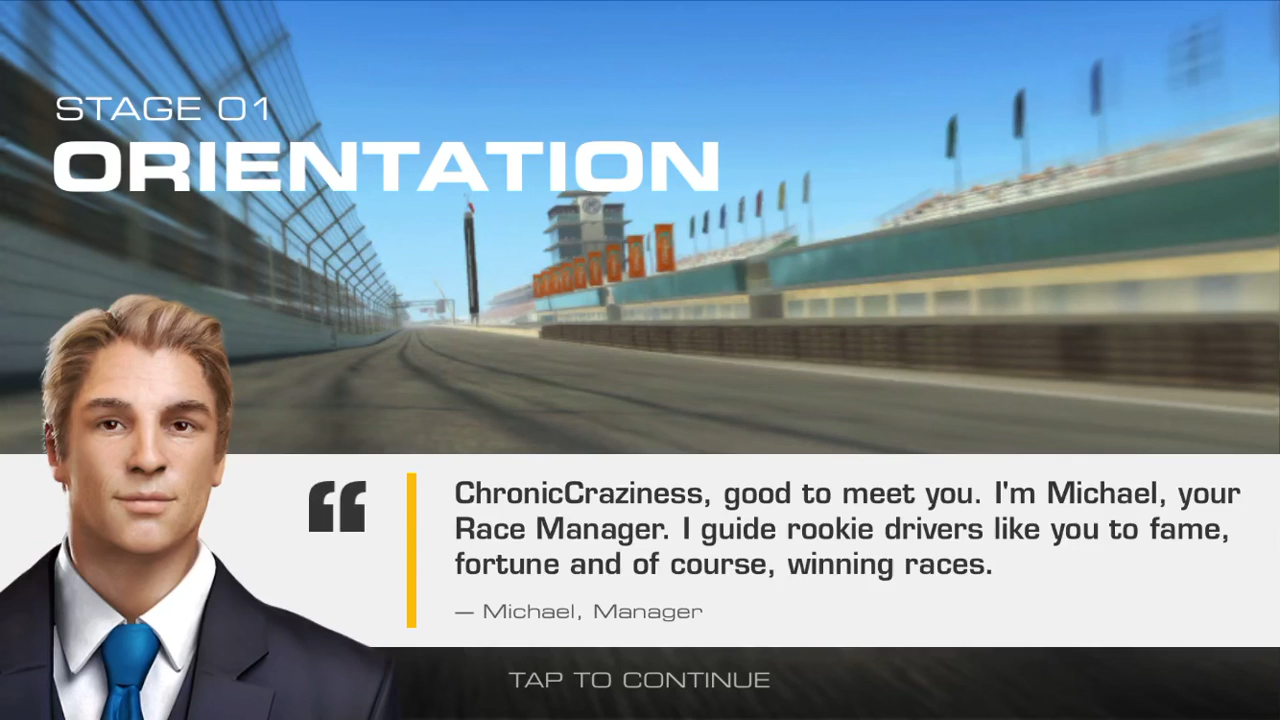 STAGE 01
ORIENTATION
ChronicCraziness, good to meet you. I'm Michael, your
Race Manager. I guide rookie drivers like you to fame,
fortune and of course, winning races.
— Michael, Manager
TAP TO CONTINUE